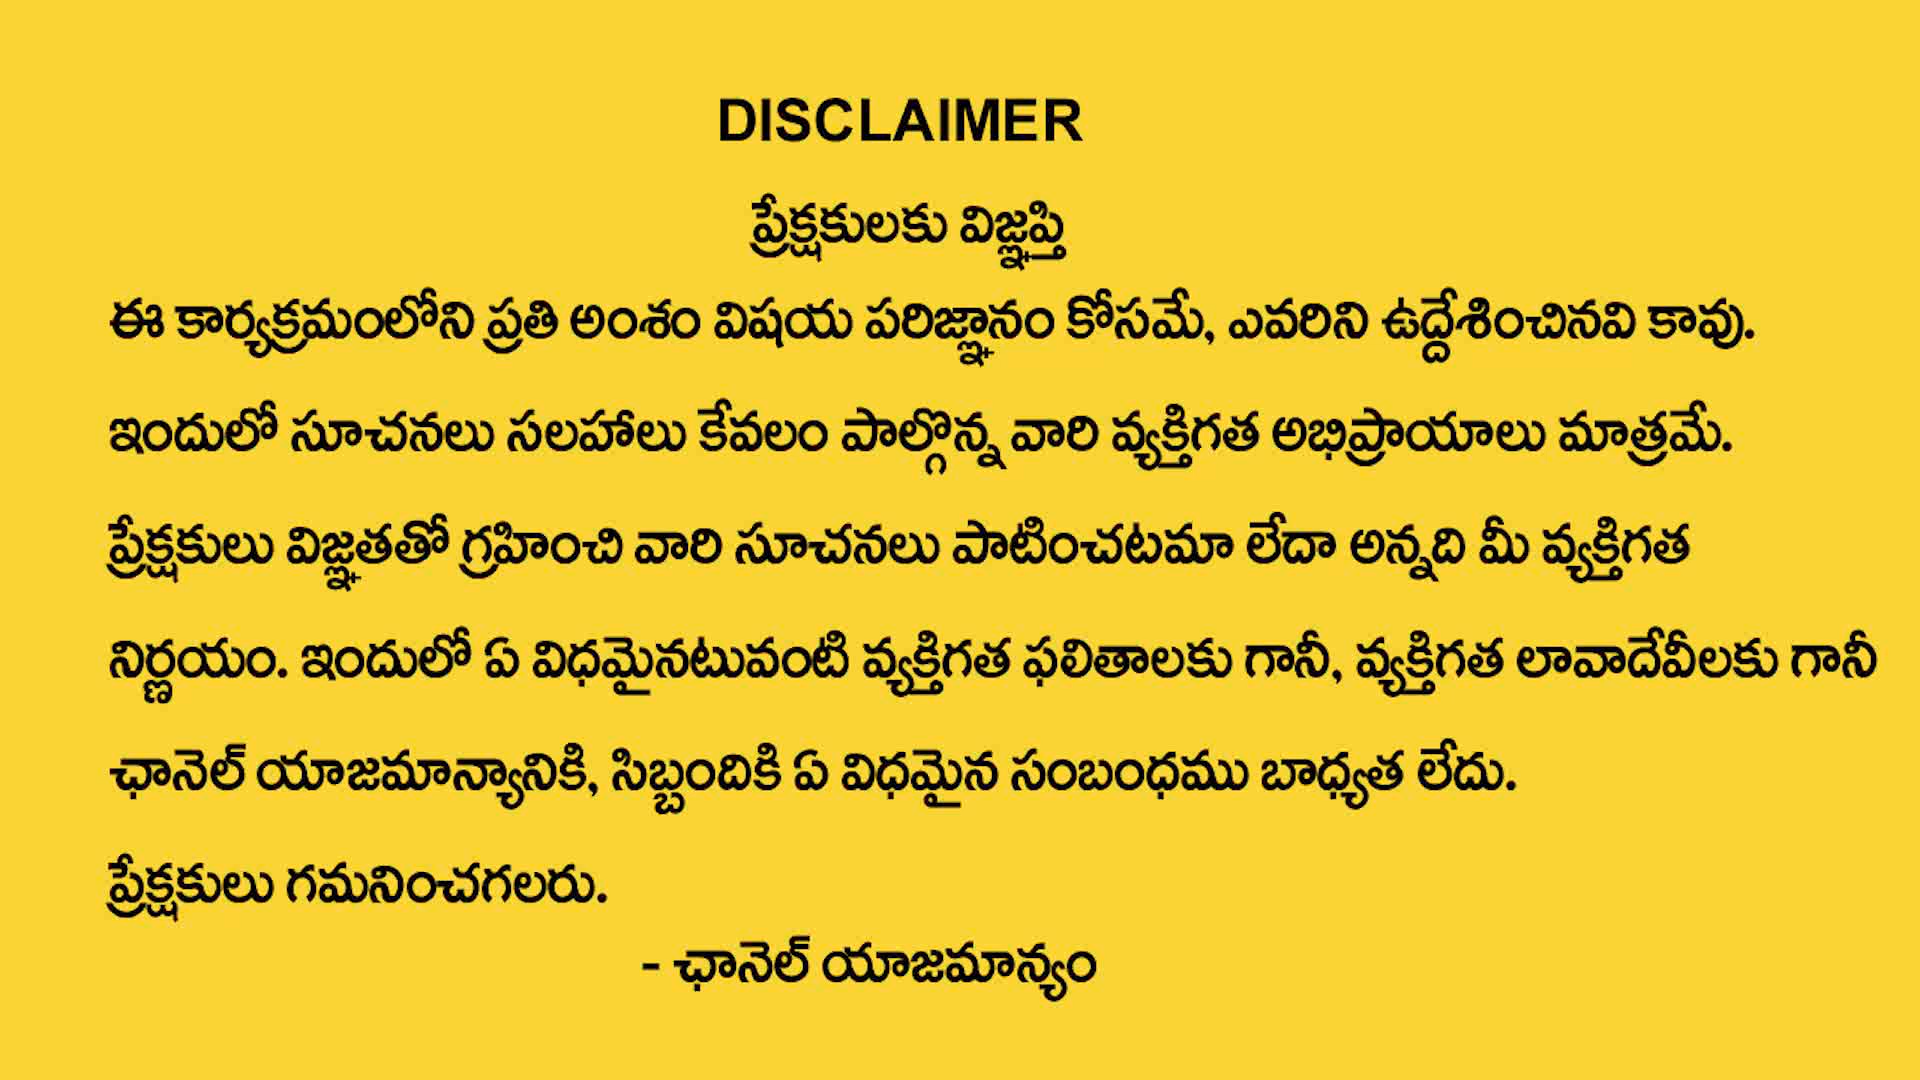 DISCLAIMER
ప్రేక్షకులకు విజ్ఞప్తి
ఈ కార్యక్రమంలోని ప్రతి అంశం విషయ పరిజ్ఞానం కోసమే, ఎవరిని ఉద్దేశించినవి కావు.
ఇందులో సూచనలు సలహాలు కేవలం పాల్గొన్న వారి వ్యక్తిగత అభిప్రాయాలు మాత్రమే.
ప్రేక్షకులు విజ్ఞతతో గ్రహించి వారి సూచనలు పాటించటమా లేదా అన్నది మీ వ్యక్తిగత
నిర్ణయం. ఇందులో ఏ విధమైనటువంటి వ్యక్తిగత ఫలితాలకు గానీ, వ్యక్తిగత లావాదేవీలకు గానీ
ఛానెల్ యాజమాన్యానికి, సిబ్బందికి ఏ విధమైన సంబంధము బాధ్యత లేదు.
ప్రేక్షకులు గమనించగలరు.
- ఛానెల్ యాజమాన్యం